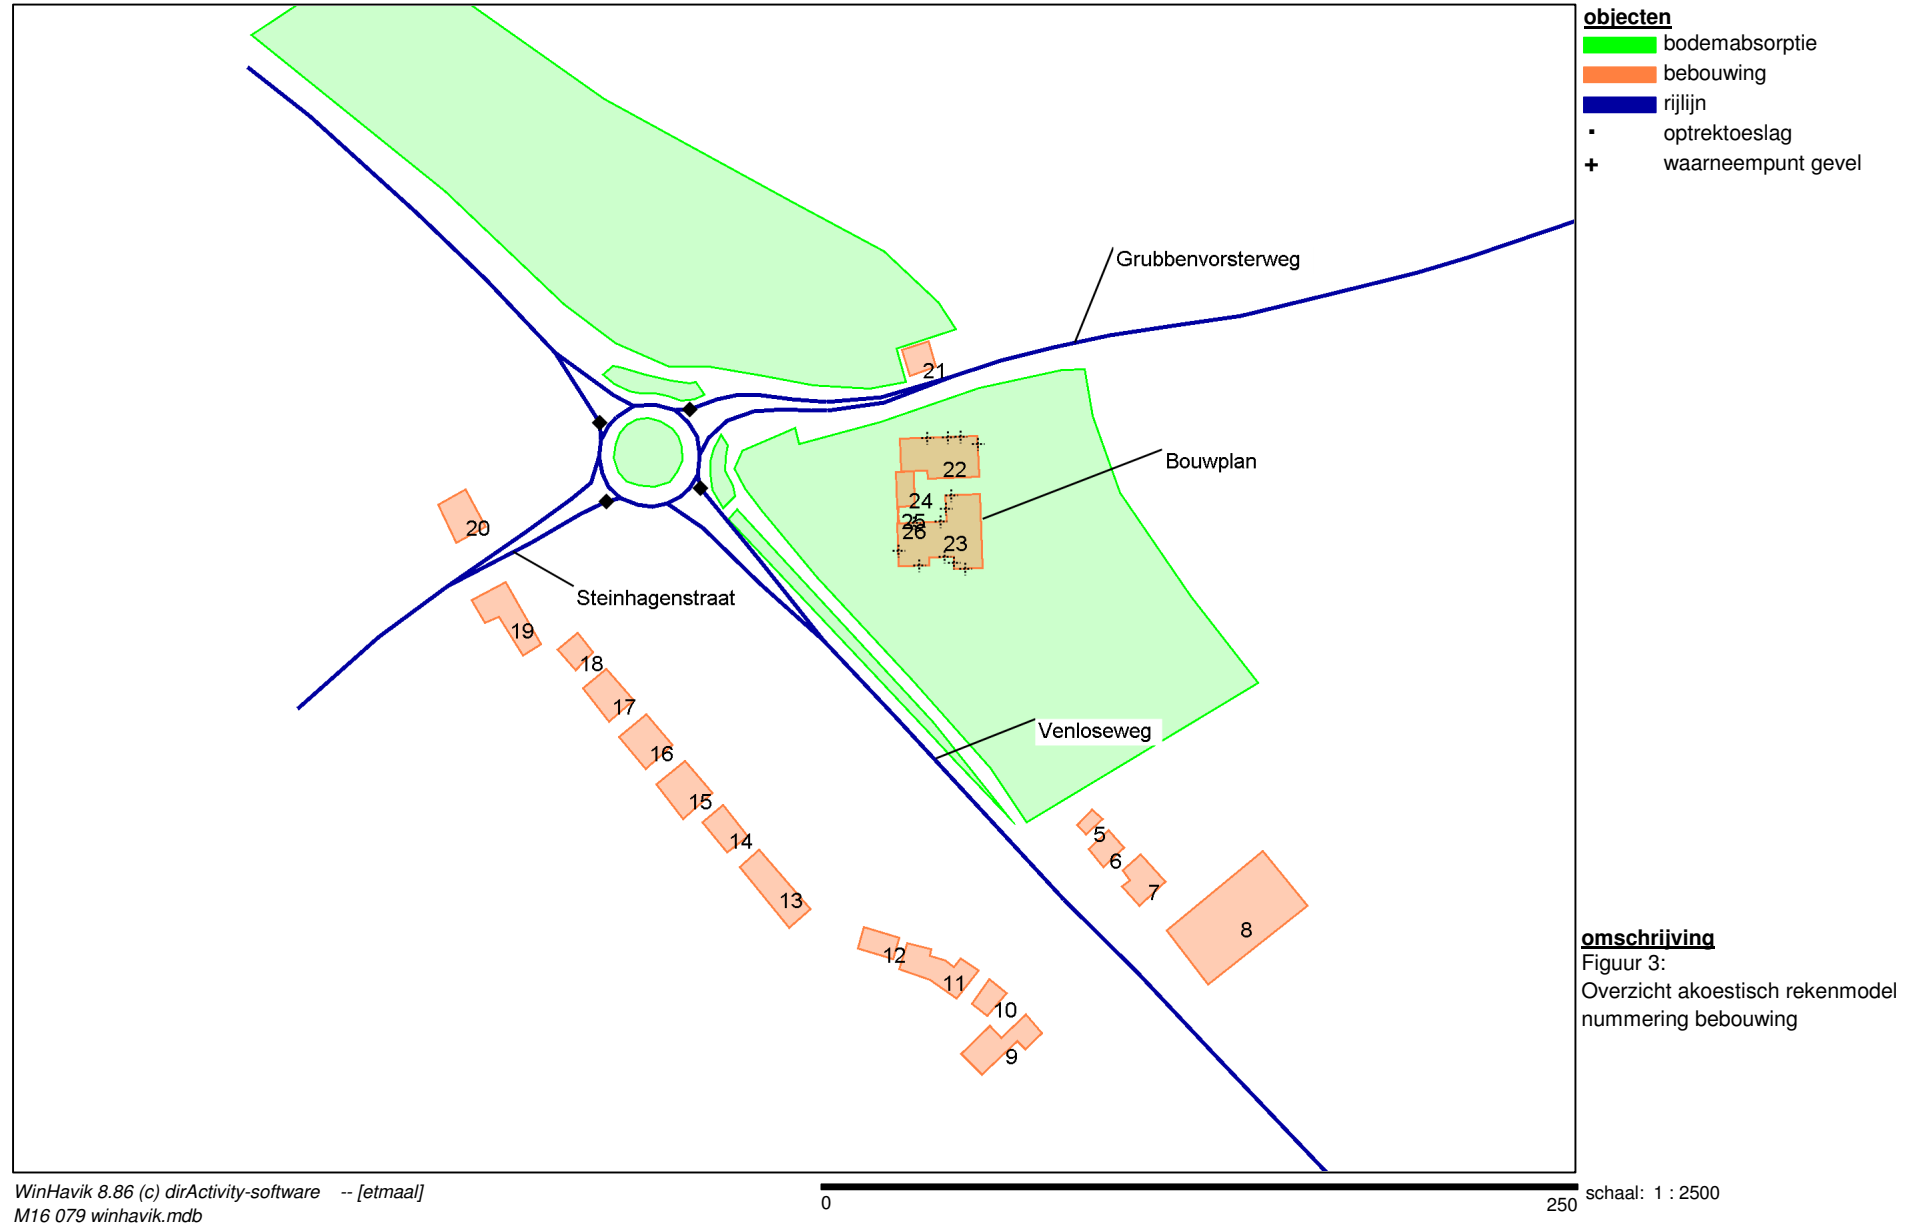 objecten
bodemabsorptie
bebouwing
rijlijn
optrektoeslag
waarneempunt gevel
Grubbenvorsterweg
21
Bouwplan
22
24
25
26
23
20
Steinhagenstraat
19
18
17
16
15
14
13
Venloseweg
5
6
7
8
12
11
10
9
omschrijving
Figuur 3:
Overzicht akoestisch rekenmodel
nummering bebouwing
WinHavik 8.86 (c) dirActivity-software -- [etmaal]
M16 079 winhavik.mdb
0
250
schaal: 1 : 2500